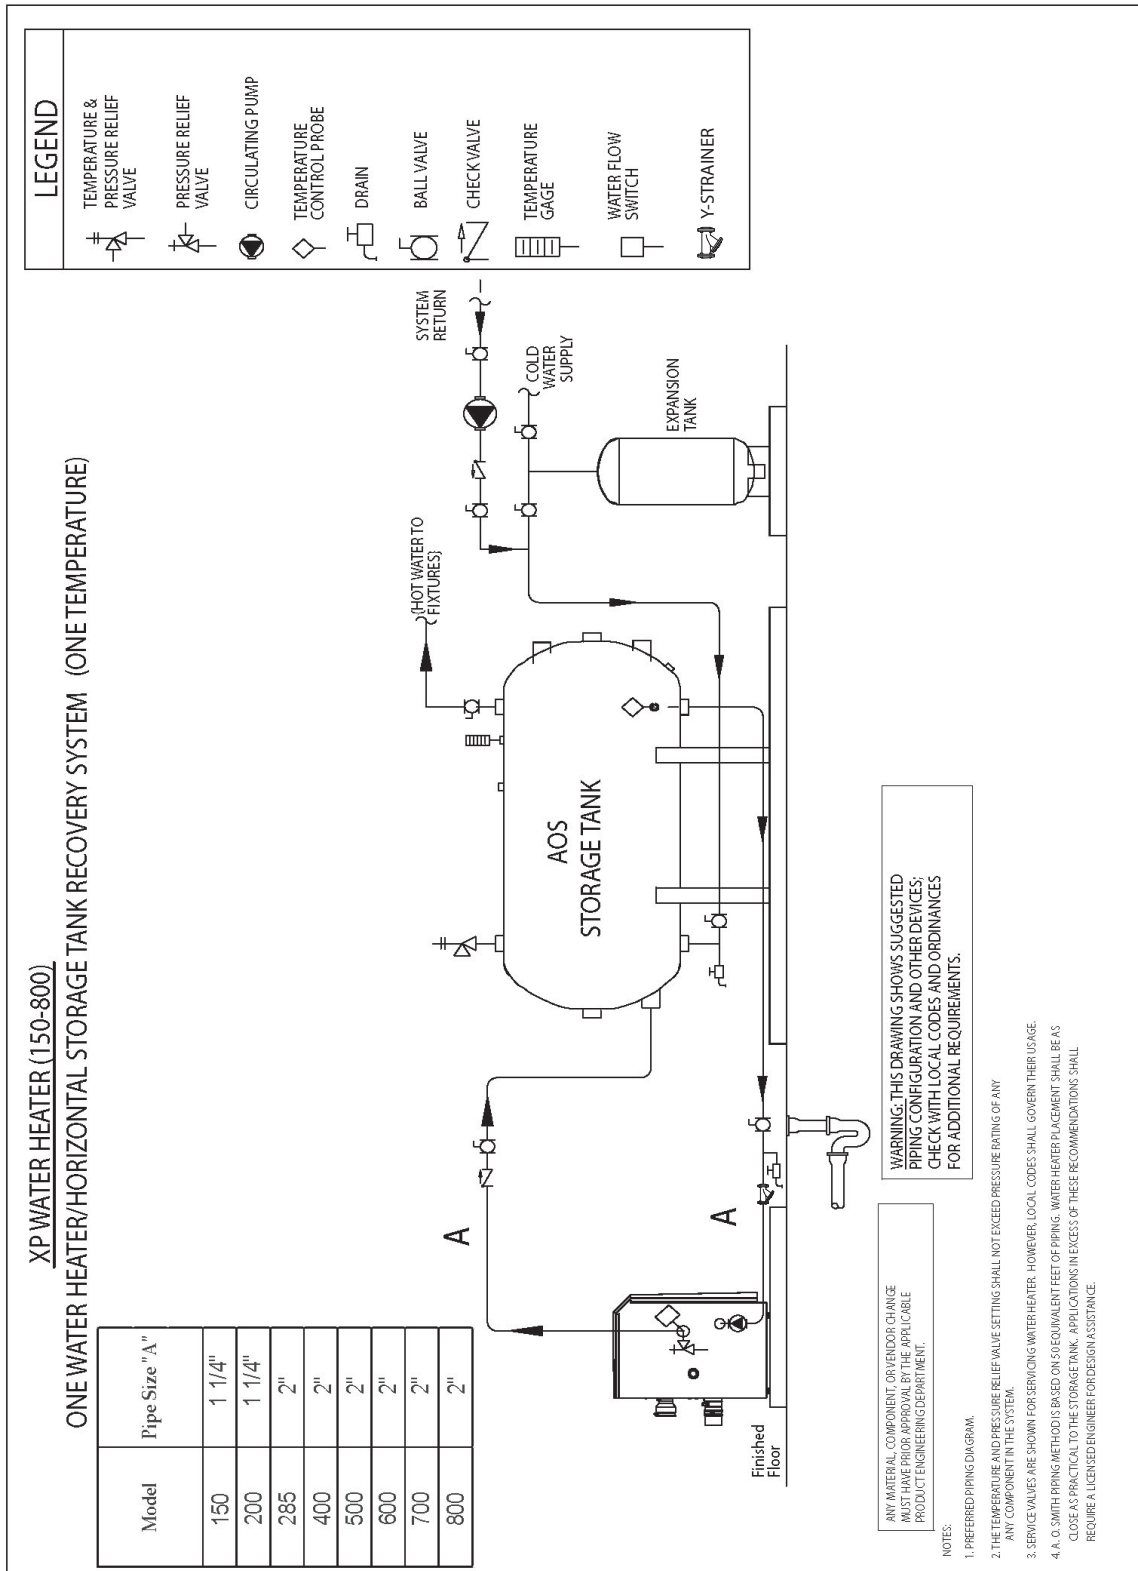 XP WATER HEATER (150-800)
ONE WATER HEATER/HORIZONTAL STORAGE TANK RECOVERY SYSTEM (ONE TEMPERATURE)
Model Pipe Size "A"
150 1 1/4"
200 1 1/4"
285 2"
400 2"
500 2"
600 2"
700 2"
800 2"
LEGEND
TEMPERATURE &
PRESSURE RELIEF
VALVE
PRESSURE RELIEF
VALVE
CIRCULATING PUMP
TEMPERATURE
CONTROL PROBE
DRAIN
BALL VALVE
CHECK VALVE
TEMPERATURE
GAGE
WATER FLOW
SWITCH
Y-STRAINER
(HOT WATER TO
FIXTURES)
SYSTEM
RETURN
COLD
WATER
SUPPLY
EXPANSION
TANK
AOS
STORAGE TANK
A
A
Finished
Floor
ANY MATERIAL, COMPONENT, OR VENDOR CHANGE
MUST HAVE PRIOR APPROVAL BY THE APPLICABLE
PRODUCT ENGINEERING DEPARTMENT.
WARNING: THIS DRAWING SHOWS SUGGESTED
PIPING CONFIGURATION AND OTHER DEVICES;
CHECK WITH LOCAL CODES AND ORDINANCES
FOR ADDITIONAL REQUIREMENTS.
NOTES:
1. PREFERRED PIPING DIAGRAM.
2. THE TEMPERATURE AND PRESSURE RELIEF VALVE SETTING SHALL NOT EXCEED PRESSURE RATING OF ANY
ANY COMPONENT IN THE SYSTEM.
3. SERVICE VALVES ARE SHOWN FOR SERVICING WATER HEATER. HOWEVER, LOCAL CODES SHALL GOVERN THEIR USAGE.
4. A. O. SMITH PIPING METHOD IS BASED ON 50 EQUIVALENT FEET OF PIPING. WATER HEATER PLACEMENT SHALL BE AS
CLOSE AS PRACTICAL TO THE STORAGE TANK. APPLICATIONS IN EXCESS OF THESE RECOMMENDATIONS SHALL
REQUIRE A LICENSED ENGINEER FOR DESIGN ASSISTANCE.